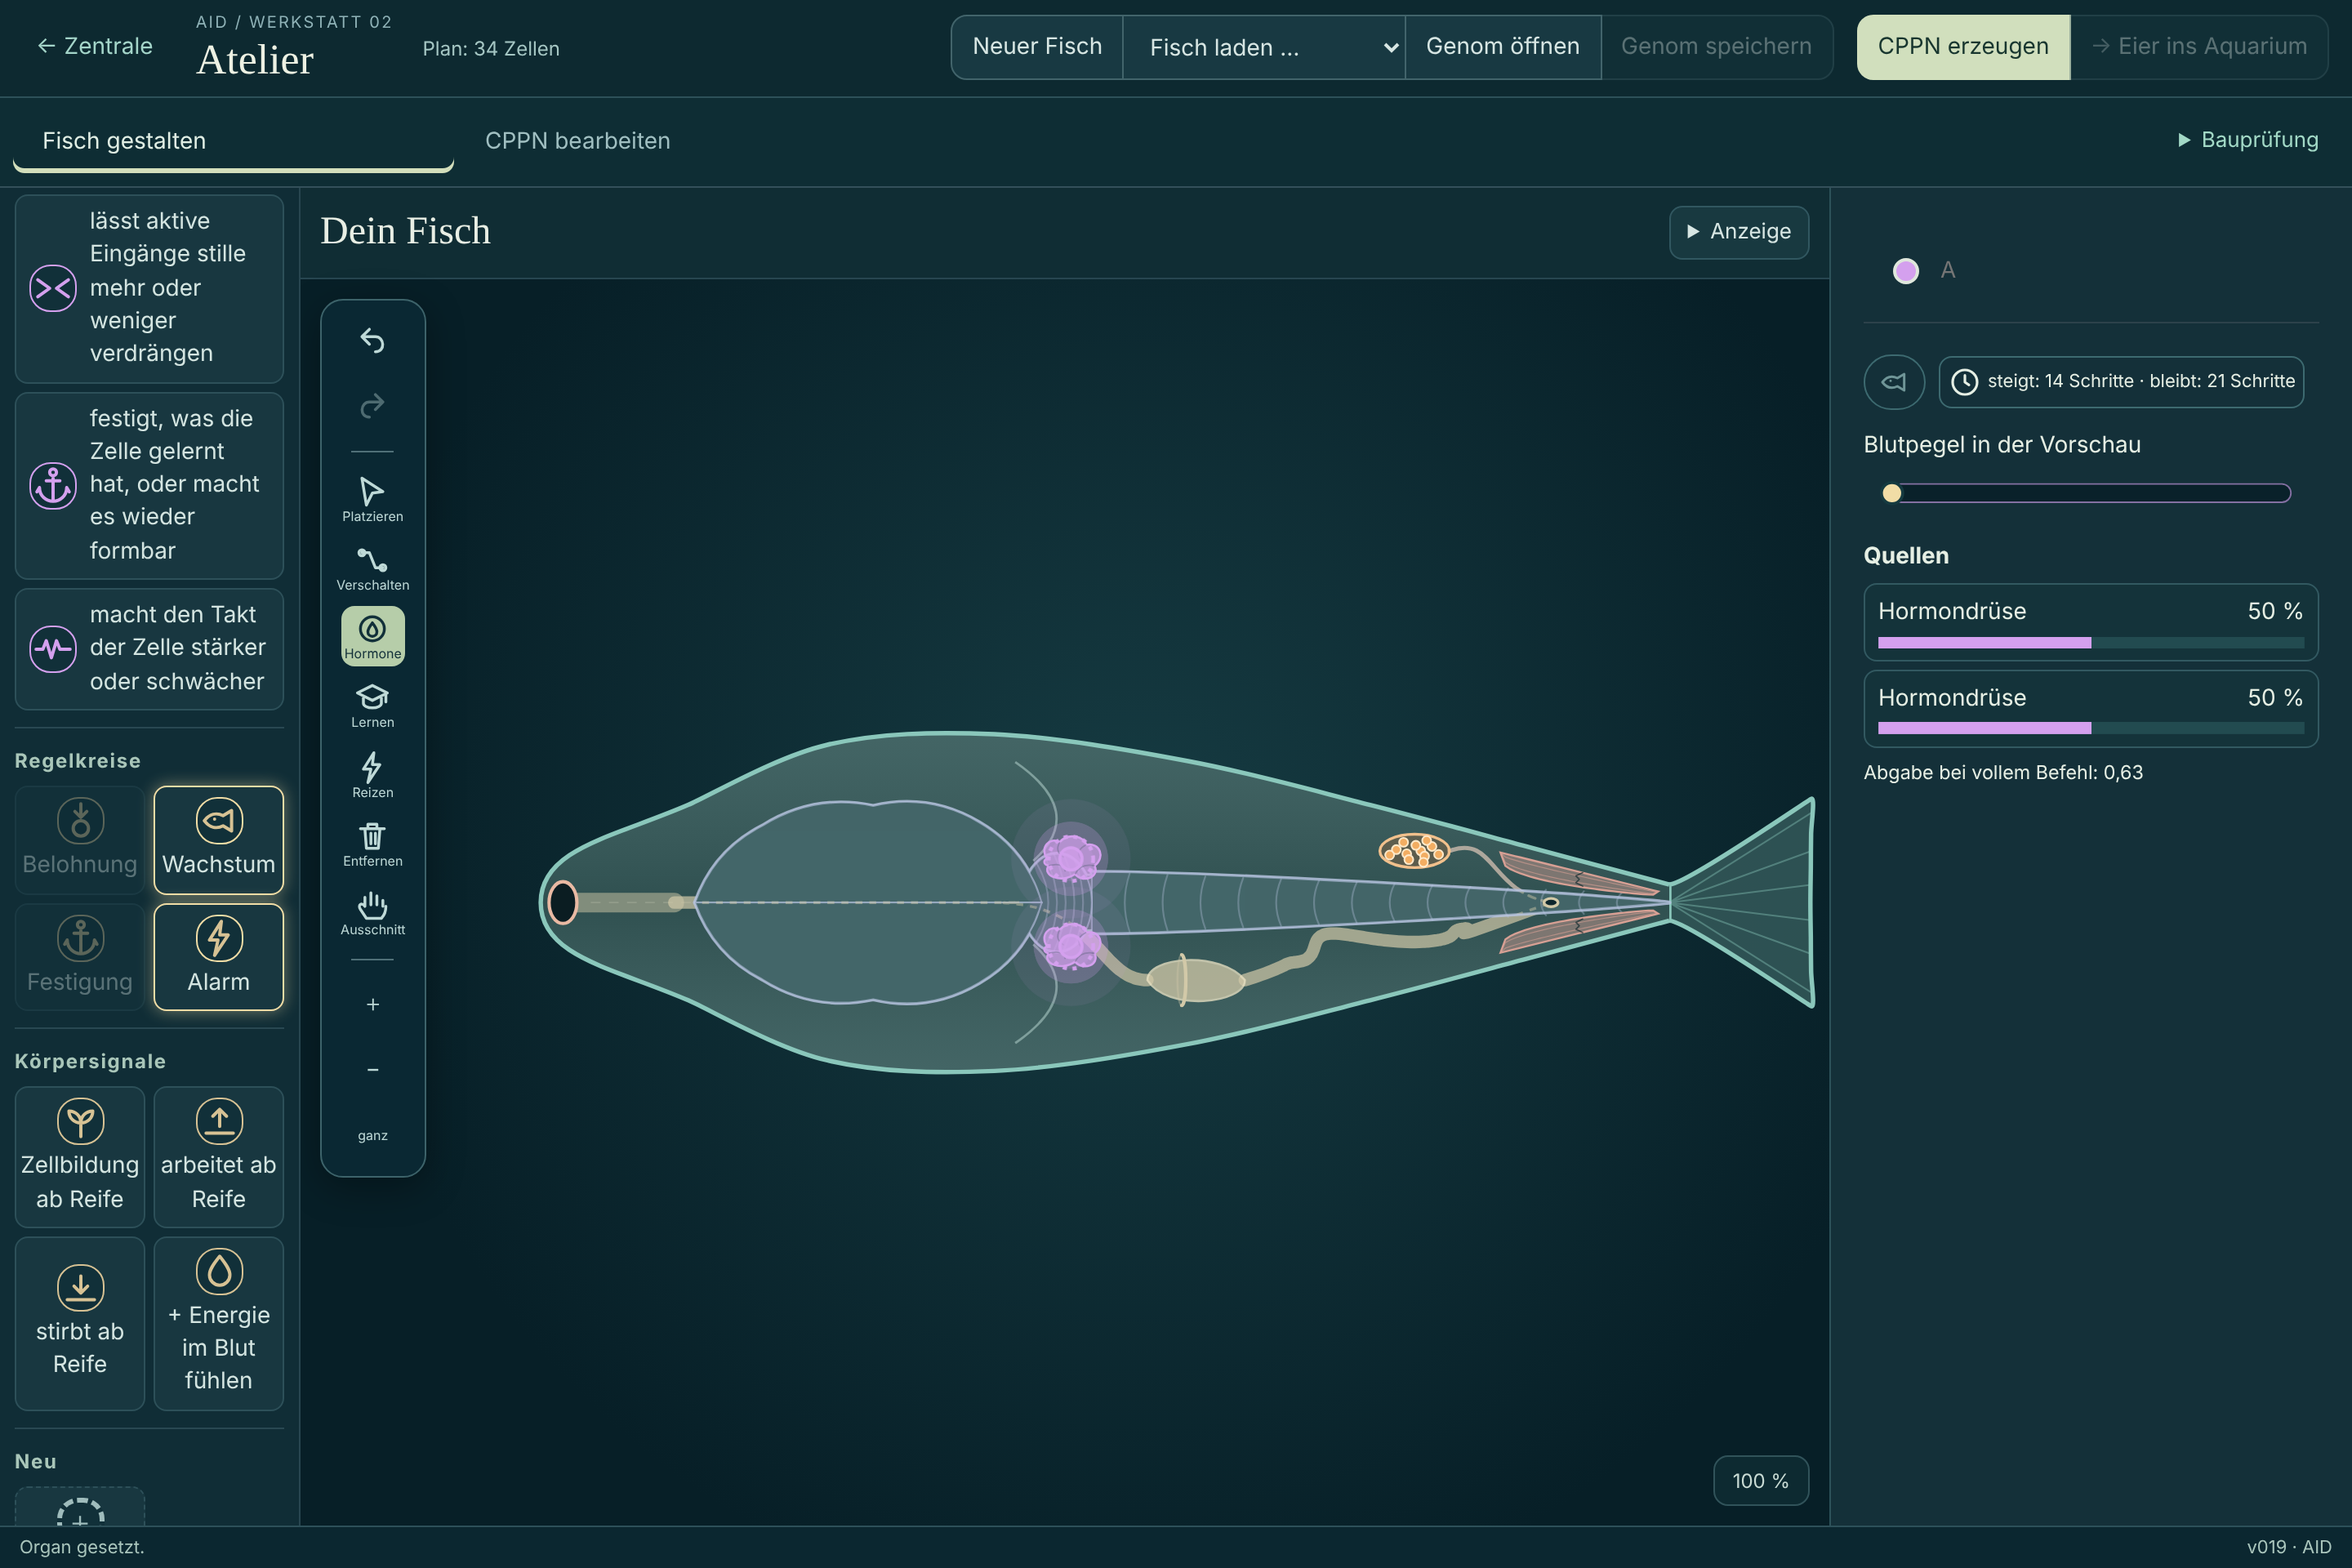 ← Zentrale
AID / WERKSTATT 02
Atelier
Plan: 34 Zellen
Neuer Fisch
Fisch laden ...
Genom öffnen
Genom speichern
CPPN erzeugen
→ Eier ins Aquarium
Fisch gestalten
CPPN bearbeiten
▶ Bauprüfung
lässt aktive
Eingänge stille
mehr oder
weniger
verdrängen
festigt, was die
Zelle gelernt
hat, oder macht
es wieder
formbar
macht den Takt
der Zelle stärker
oder schwächer
Regelkreise
Belohnung
Wachstum
Festigung
Alarm
Körpersignale
Zellbildung
ab Reife
arbeitet ab
Reife
stirbt ab
Reife
+ Energie
im Blut
fühlen
Neu
Dein Fisch
▶ Anzeige
Platzieren
Verschalten
Hormone
Lernen
Reizen
Entfernen
Ausschnitt
+
−
ganz
100 %
A
steigt: 14 Schritte · bleibt: 21 Schritte
Blutpegel in der Vorschau
Quellen
Hormondrüse 50 %
Hormondrüse 50 %
Abgabe bei vollem Befehl: 0,63
Organ gesetzt.
v019 · AID